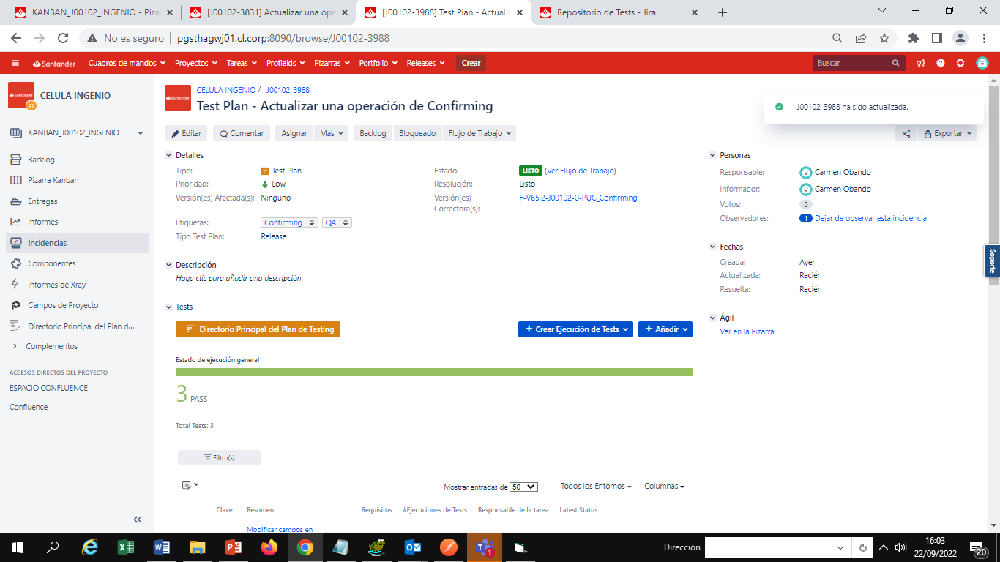 KANBAN_J00102_INGENIO - Piza
[J00102-3831] Actualizar una ope
[J00102-3988] Test Plan - Actualiz
Repositorio de Tests - Jira
No es seguro
pgsthagwj01.cl.corp:8090/browse/J00102-3988
Santander
Cuadros de mandos
Proyectos
Tareas
Profields
Pizarras
Portfolio
Releases
Crear
Buscar
Santander
CELULA INGENIO
KANBAN_J00102_INGENIO
Backlog
Pizarra Kanban
Entregas
Informes
Incidencias
Componentes
Informes de Xray
Campos de Proyecto
Directorio Principal del Plan d...
Complementos
ACCESOS DIRECTOS DEL PROYECTO
ESPACIO CONFLUENCE
Confluence
Santander
CELULA INGENIO / J00102-3988
Test Plan - Actualizar una operación de Confirming
J00102-3988 ha sido actualizada.
Editar
Comentar
Asignar
Más
Backlog
Bloqueado
Flujo de Trabajo
Exportar
Detalles
Tipo: Test Plan
Prioridad: Low
Versión(es) Afectada(s): Ninguno
Etiquetas: Confirming QA
Tipo Test Plan: Release
Estado: LISTO (Ver Flujo de Trabajo)
Resolución: Listo
Versión(es) Correctora(s): F-V65.2-J00102-0-PUC_Confirming
Descripción
Haga clic para añadir una descripción
Tests
Directorio Principal del Plan de Testing
+ Crear Ejecución de Tests
+ Añadir
Estado de ejecución general
3 PASS
Total Tests: 3
Filtro(s)
Mostrar entradas de 50
Todos los Entornos
Columnas
Clave
Resumen
Requisitos
#Ejecuciones de Tests
Responsable de la tarea
Latest Status
Modificar campos en
Personas
Responsable: Carmen Obando
Informador: Carmen Obando
Votos: 0
Observadores: 1 Dejar de observar esta incidencia
Fechas
Creada: Ayer
Actualizada: Recién
Resuelta: Recién
Ágil
Ver en la Pizarra
Soporte
Dirección
1
16:03
22/09/2022
20